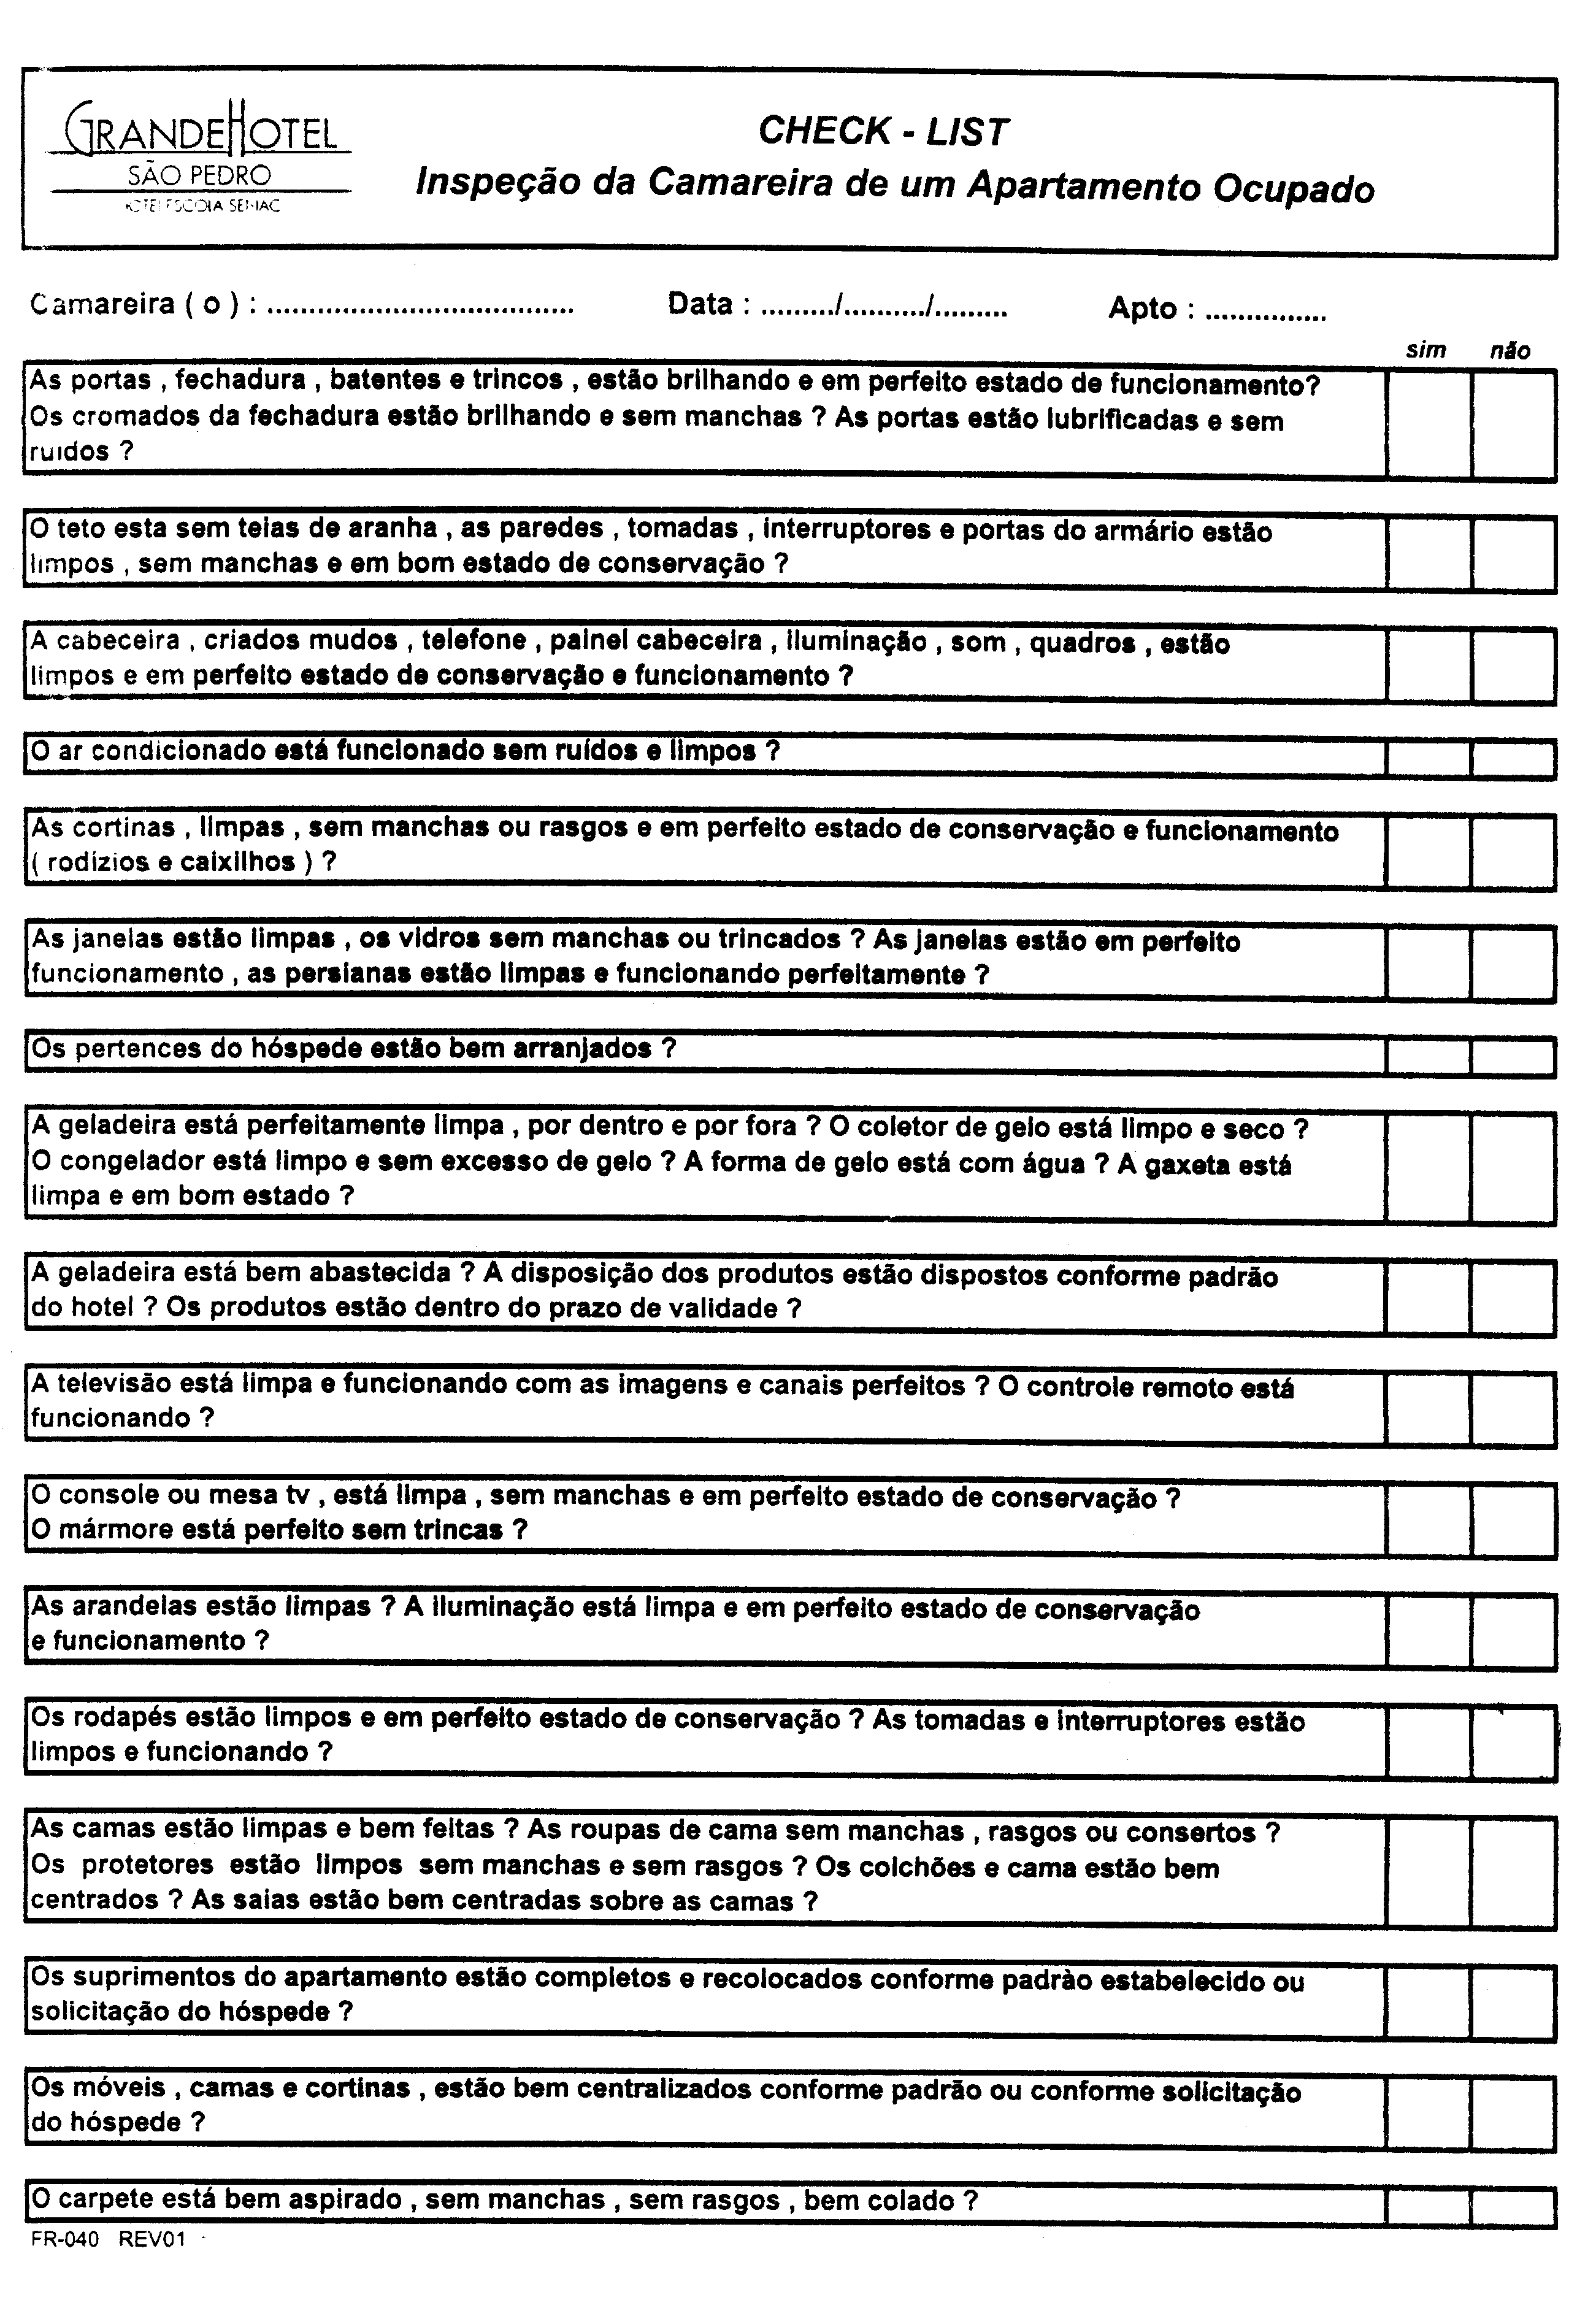 GRANDEHOTEL
SÃO PEDRO
HOTEL ESCOLA SENAC
CHECK - LIST
Inspeção da Camareira de um Apartamento Ocupado
Camareira ( o ) : ..................................... Data : ........./........../......... Apto : ...............
sim não
As portas , fechadura , batentes e trincos , estão brilhando e em perfeito estado de funcionamento?
Os cromados da fechadura estão brilhando e sem manchas ? As portas estão lubrificadas e sem
ruidos ?
O teto esta sem teias de aranha , as paredes , tomadas , interruptores e portas do armário estão
limpos , sem manchas e em bom estado de conservação ?
A cabeceira , criados mudos , telefone , painel cabeceira , iluminação , som , quadros , estão
limpos e em perfeito estado de conservação e funcionamento ?
O ar condicionado está funcionado sem ruídos e limpos ?
As cortinas , limpas , sem manchas ou rasgos e em perfeito estado de conservação e funcionamento
( rodízios e caixilhos ) ?
As janelas estão limpas , os vidros sem manchas ou trincados ? As janelas estão em perfeito
funcionamento , as persianas estão limpas e funcionando perfeitamente ?
Os pertences do hóspede estão bem arranjados ?
A geladeira está perfeitamente limpa , por dentro e por fora ? O coletor de gelo está limpo e seco ?
O congelador está limpo e sem excesso de gelo ? A forma de gelo está com água ? A gaxeta está
limpa e em bom estado ?
A geladeira está bem abastecida ? A disposição dos produtos estão dispostos conforme padrão
do hotel ? Os produtos estão dentro do prazo de validade ?
A televisão está limpa e funcionando com as imagens e canais perfeitos ? O controle remoto está
funcionando ?
O console ou mesa tv , está limpa , sem manchas e em perfeito estado de conservação ?
O mármore está perfeito sem trincas ?
As arandelas estão limpas ? A iluminação está limpa e em perfeito estado de conservação
e funcionamento ?
Os rodapés estão limpos e em perfeito estado de conservação ? As tomadas e interruptores estão
limpos e funcionando ?
As camas estão limpas e bem feitas ? As roupas de cama sem manchas , rasgos ou consertos ?
Os protetores estão limpos sem manchas e sem rasgos ? Os colchões e cama estão bem
centrados ? As saias estão bem centradas sobre as camas ?
Os suprimentos do apartamento estão completos e recolocados conforme padrão estabelecido ou
solicitação do hóspede ?
Os móveis , camas e cortinas , estão bem centralizados conforme padrão ou conforme solicitação
do hóspede ?
O carpete está bem aspirado , sem manchas , sem rasgos , bem colado ?
FR-040 REV01